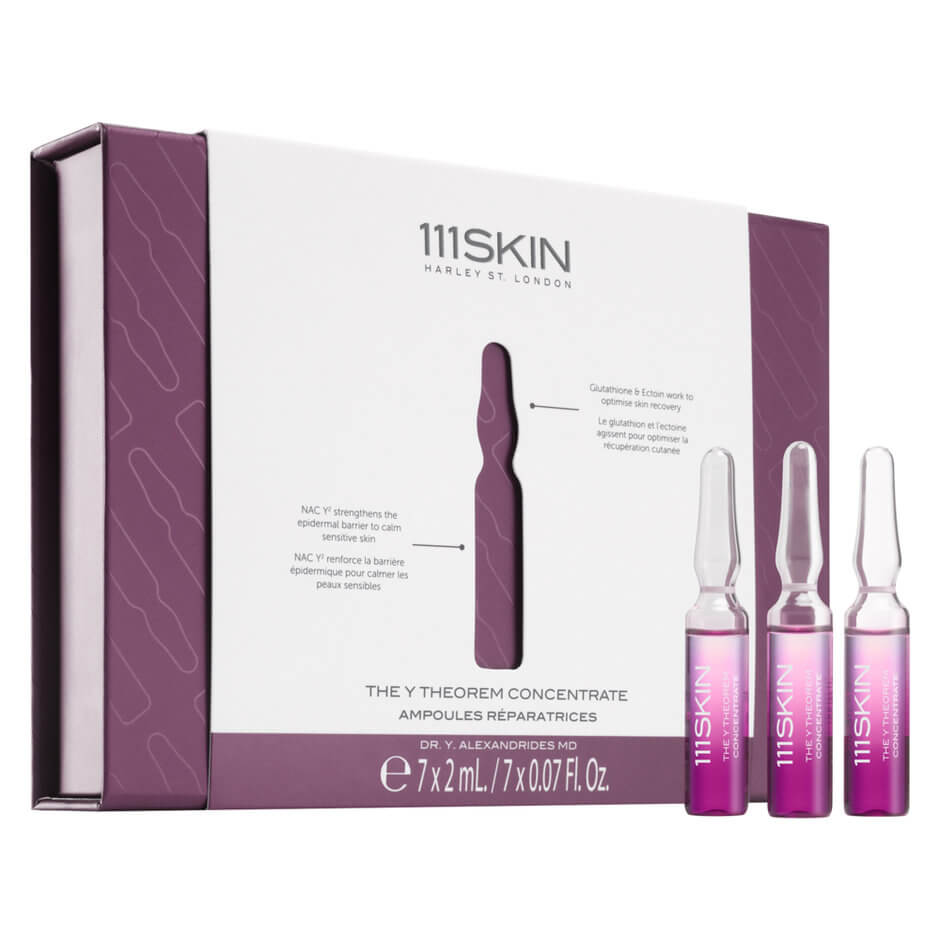 111SKIN
HARLEY ST. LONDON
Glutathione & Ectoin work to
optimise skin recovery
Le glutathion et l'ectoine
agissent pour optimiser la
récupération cutanée
NAC Y² strengthens the
epidermal barrier to calm
sensitive skin
NAC Y² renforce la barrière
épidermique pour calmer les
peaux sensibles
THE Y THEOREM CONCENTRATE
AMPOULES RÉPARATRICES
DR. Y. ALEXANDRIDES MD
℮ 7 x 2 mL. / 7 x 0.07 Fl. Oz.
111SKIN
THE Y THEOREM
CONCENTRATE
111SKIN
THE Y THEOREM
CONCENTRATE
111SKIN
THE Y THEOREM
CONCENTRATE